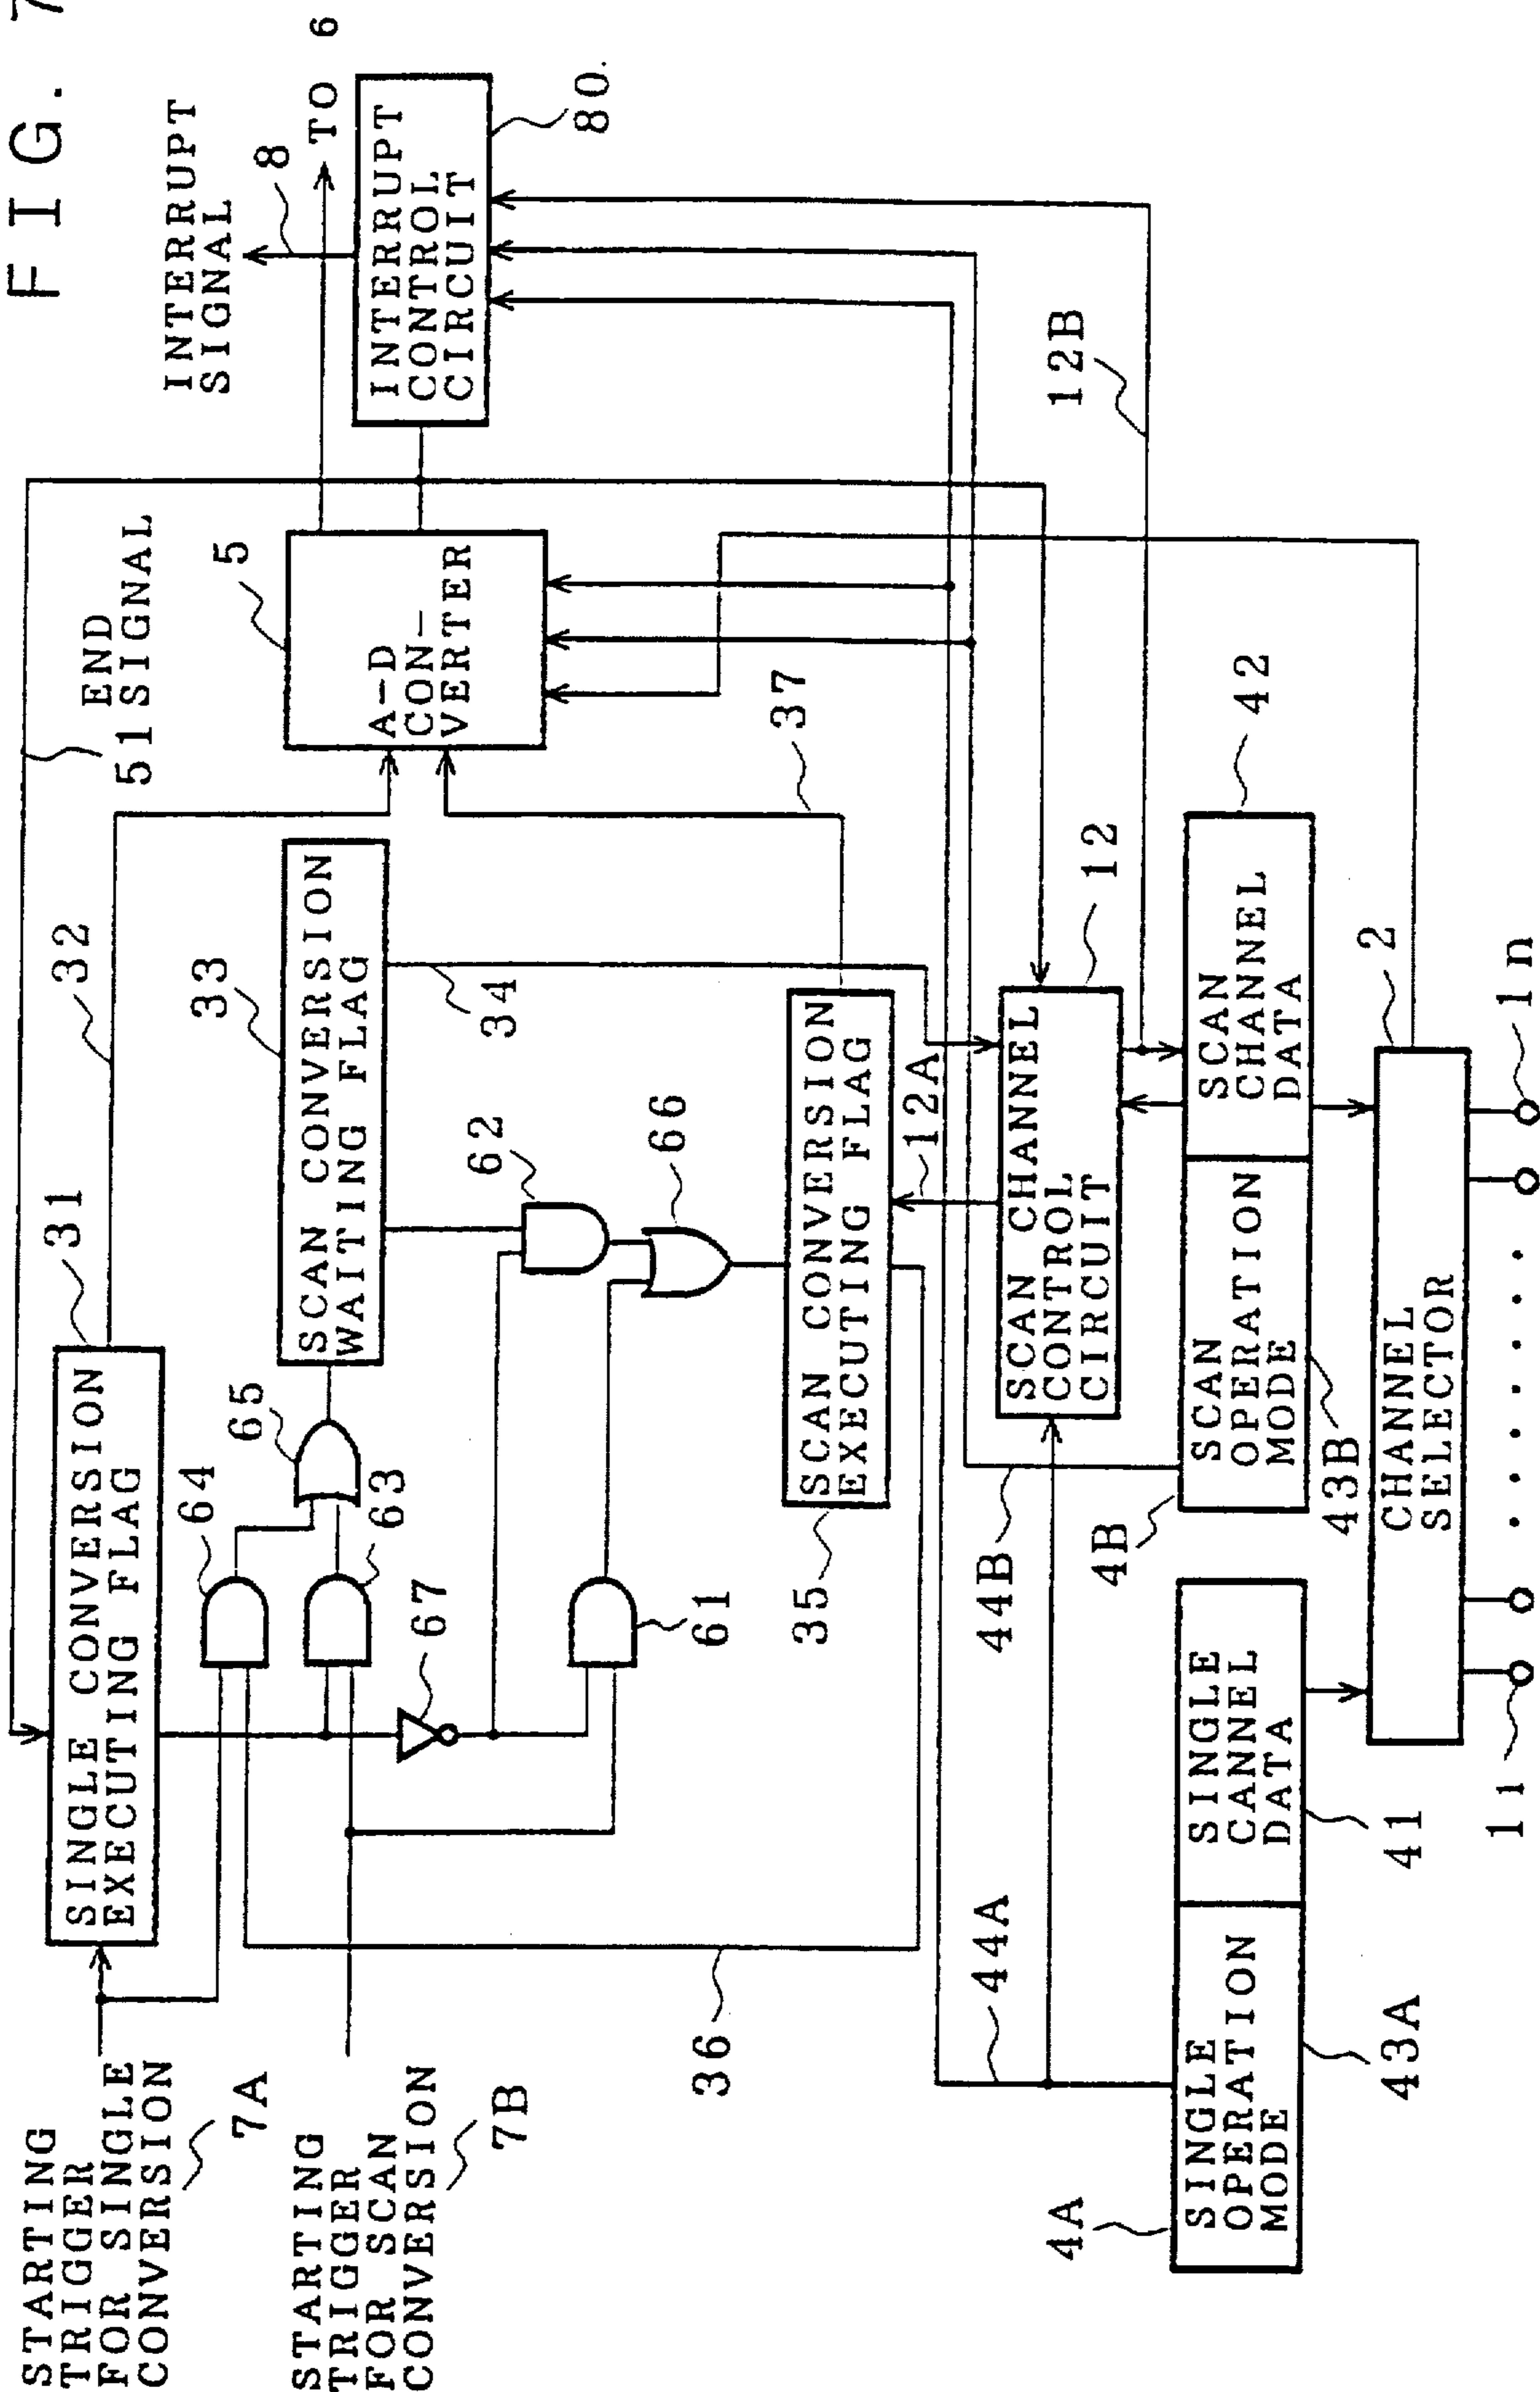 FIG. 7
INTERRUPT
SIGNAL
8
TO 6
INTERRUPT
CONTROL
CIRCUIT
80
END
51 SIGNAL
5
A-D
CON-
VERTER
STARTING
TRIGGER
FOR SINGLE
CONVERSION
7A
STARTING
TRIGGER
FOR SCAN
CONVERSION
7B
SINGLE CONVERSION
EXECUTING FLAG
31
32
64
63
65
67
61
62
66
33
SCAN CONVERSION
WAITING FLAG
34
SCAN CONVERSION
EXECUTING FLAG
35
36
37
12A
12B
12
SCAN CHANNEL
CONTROL
CIRCUIT
44A
44B
4A
SINGLE
OPERATION
MODE
43A
SINGLE
CANNEL
DATA
41
4B
SCAN
OPERATION
MODE
43B
SCAN
CHANNEL
DATA
42
CHANNEL
SELECTOR
2
11
1n